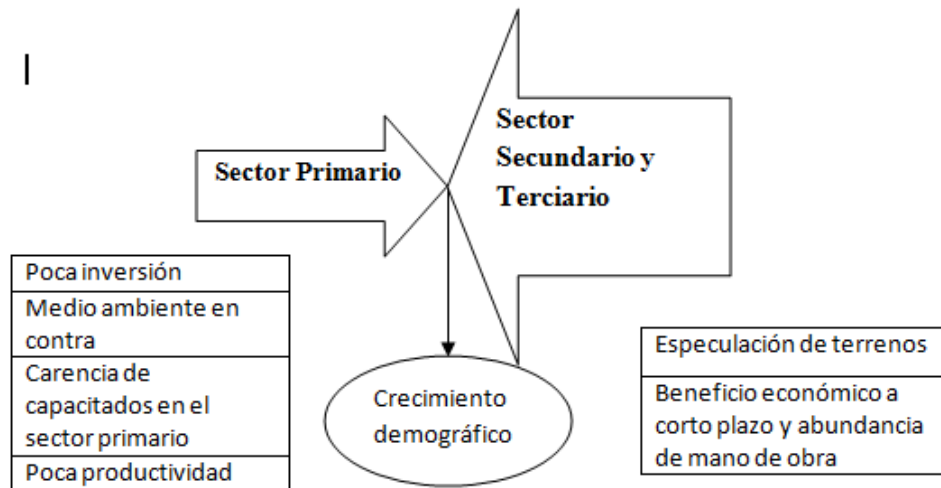 Sector Primario
Sector
Secundario y
Terciario
Poca inversión
Medio ambiente en
contra
Carencia de
capacitados en el
sector primario
Poca productividad
Crecimiento
demográfico
Especulación de terrenos
Beneficio económico a
corto plazo y abundancia
de mano de obra